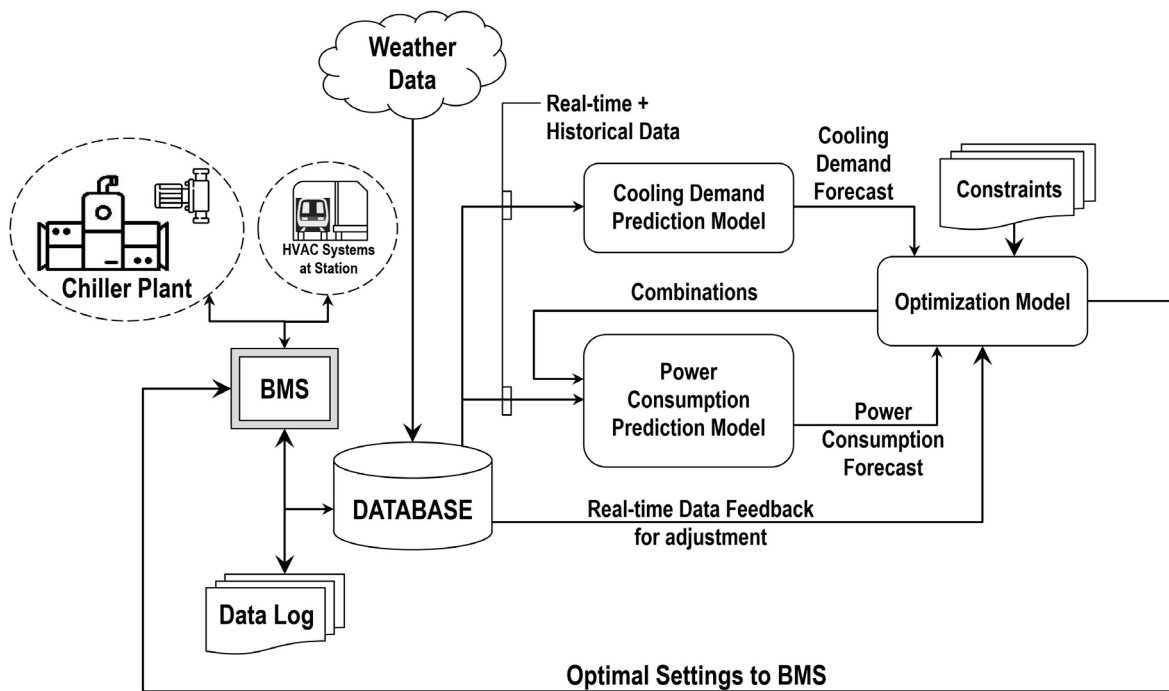 Weather
Data
Real-time +
Historical Data
Cooling
Demand
Forecast
Constraints
Cooling Demand
Prediction Model
HVAC Systems
at Station
Chiller Plant
Combinations
Optimization Model
BMS
Power
Consumption
Prediction Model
Power
Consumption
Forecast
DATABASE
Real-time Data Feedback
for adjustment
Data Log
Optimal Settings to BMS